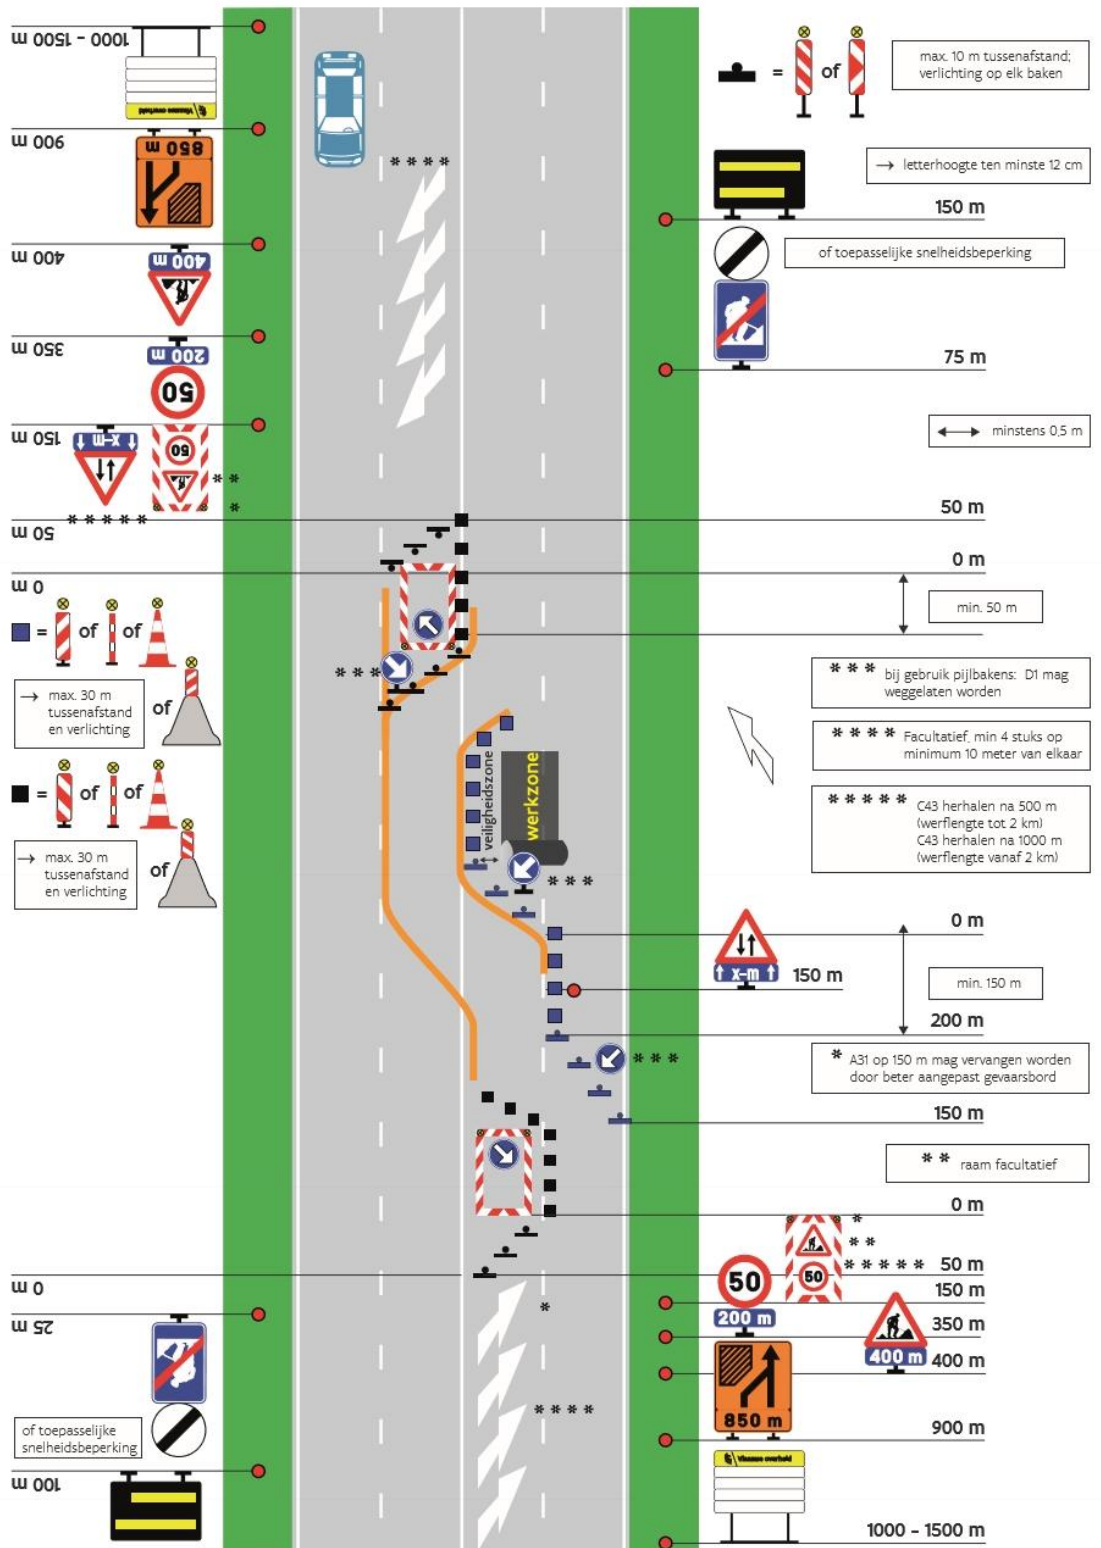 1000 - 1500 m
Vlaamse overheid
900 m
850 m
400 m
400 m
350 m
200 m
50
150 m
x-m
50
* *
*
* * * * *
50 m
0 m
= of of
→ max. 30 m
tussenafstand
en verlichting
of
= of of
→ max. 30 m
tussenafstand
en verlichting
of
0 m
25 m
of toepasselijke
snelheidsbeperking
100 m
* * * *
* * *
veiligheidszone
werkzone
* * *
* * *
*
* * * *
= of
max. 10 m tussenafstand;
verlichting op elk baken
→ letterhoogte ten minste 12 cm
150 m
of toepasselijke snelheidsbeperking
75 m
minstens 0,5 m
50 m
0 m
min. 50 m
* * * bij gebruik pijlbakens: D1 mag
weggelaten worden
* * * * Facultatief, min 4 stuks op
minimum 10 meter van elkaar
* * * * * C43 herhalen na 500 m
(werflengte tot 2 km)
C43 herhalen na 1000 m
(werflengte vanaf 2 km)
0 m
x-m
150 m
min. 150 m
200 m
* A31 op 150 m mag vervangen worden
door beter aangepast gevaarsbord
150 m
* * raam facultatief
0 m
*
* *
* * * * *
50
50 m
50
150 m
200 m
350 m
400 m
400 m
850 m
900 m
Vlaamse overheid
1000 - 1500 m